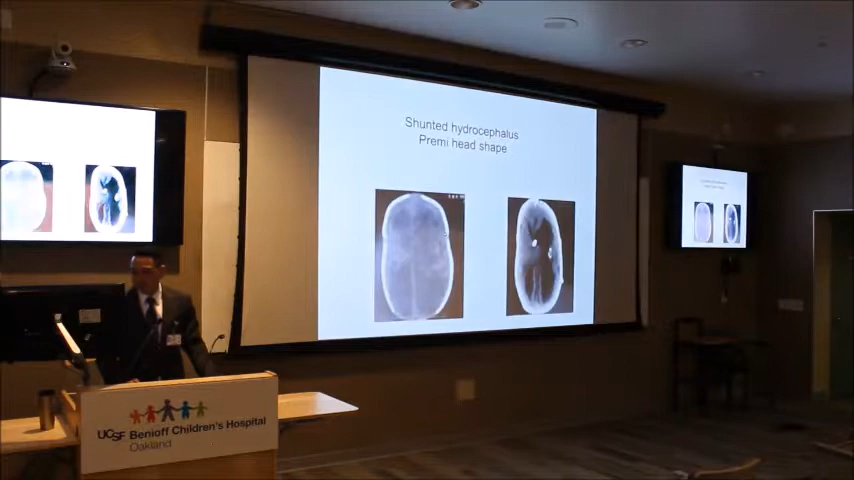 Shunted hydrocephalus
Premi head shape
UCSF Benioff Children's Hospital
Oakland